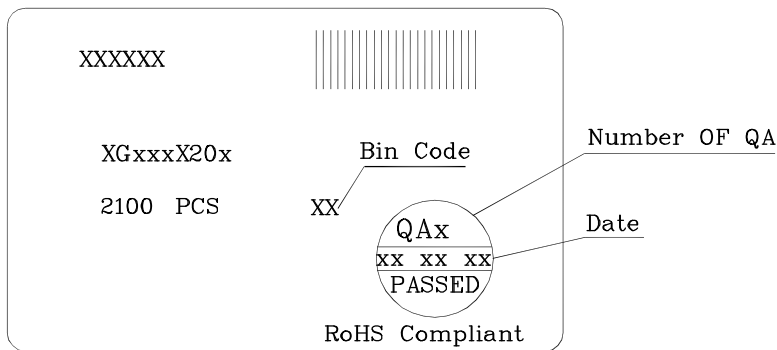 XXXXXX
Number OF QA
XGxxxX20x
Bin Code
2100 PCS
XX
QAx
Date
xx xx xx
PASSED
RoHS Compliant